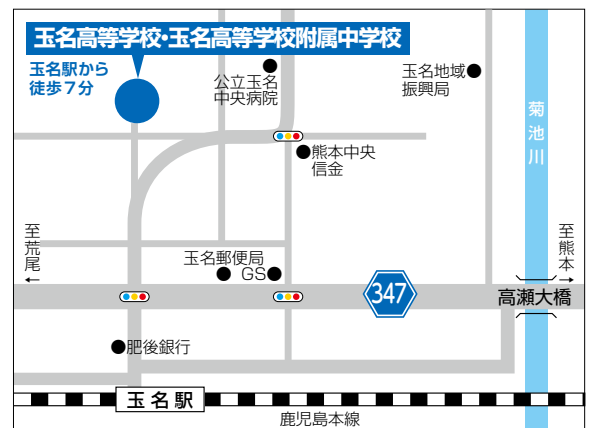 玉名高等学校・玉名高等学校附属中学校
玉名駅から
徒歩7分
公立玉名
中央病院
玉名地域
振興局
菊池川
熊本中央
信金
至荒尾
←
至熊本
→
玉名郵便局
GS
347
高瀬大橋
肥後銀行
玉名駅
鹿児島本線